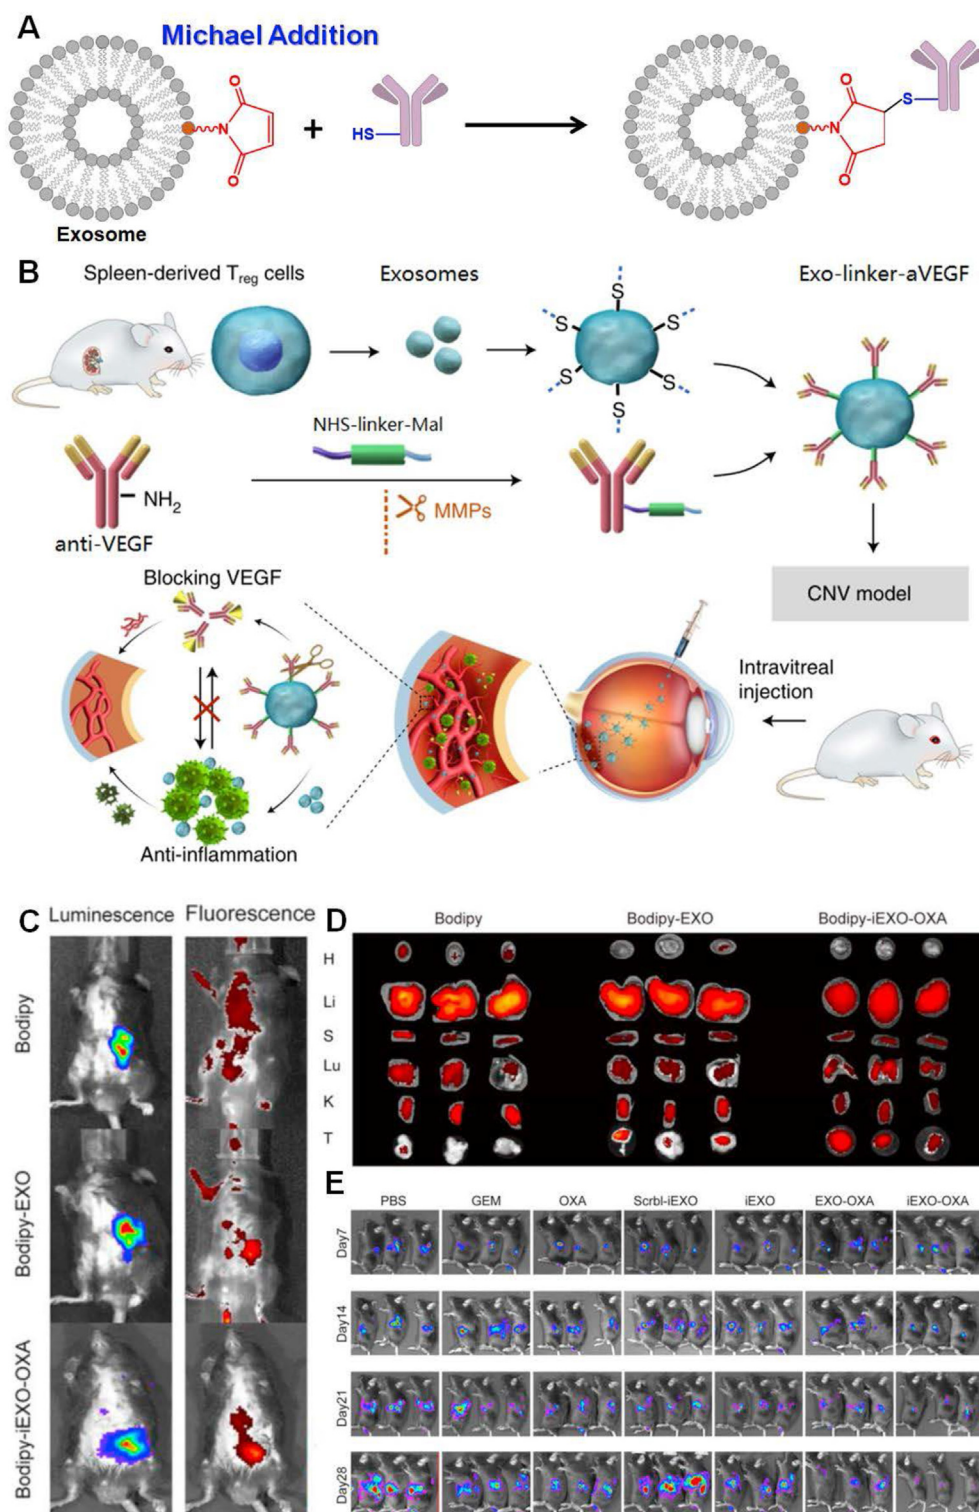 A
Michael Addition
O
N
O
+
HS
O
N
O
S
Exosome
B
Spleen-derived Treg cells
Exosomes
Exo-linker-aVEGF
S
S
S
S
S
S
NHS-linker-Mal
NH2
MMPs
anti-VEGF
Blocking VEGF
CNV model
Intravitreal
injection
Anti-inflammation
C
Luminescence
Fluorescence
Bodipy
Bodipy-EXO
Bodipy-iEXO-OXA
D
Bodipy
Bodipy-EXO
Bodipy-iEXO-OXA
H
Li
S
Lu
K
T
E
PBS
GEM
OXA
Scrbl-iEXO
iEXO
EXO-OXA
iEXO-OXA
Day7
Day14
Day21
Day28